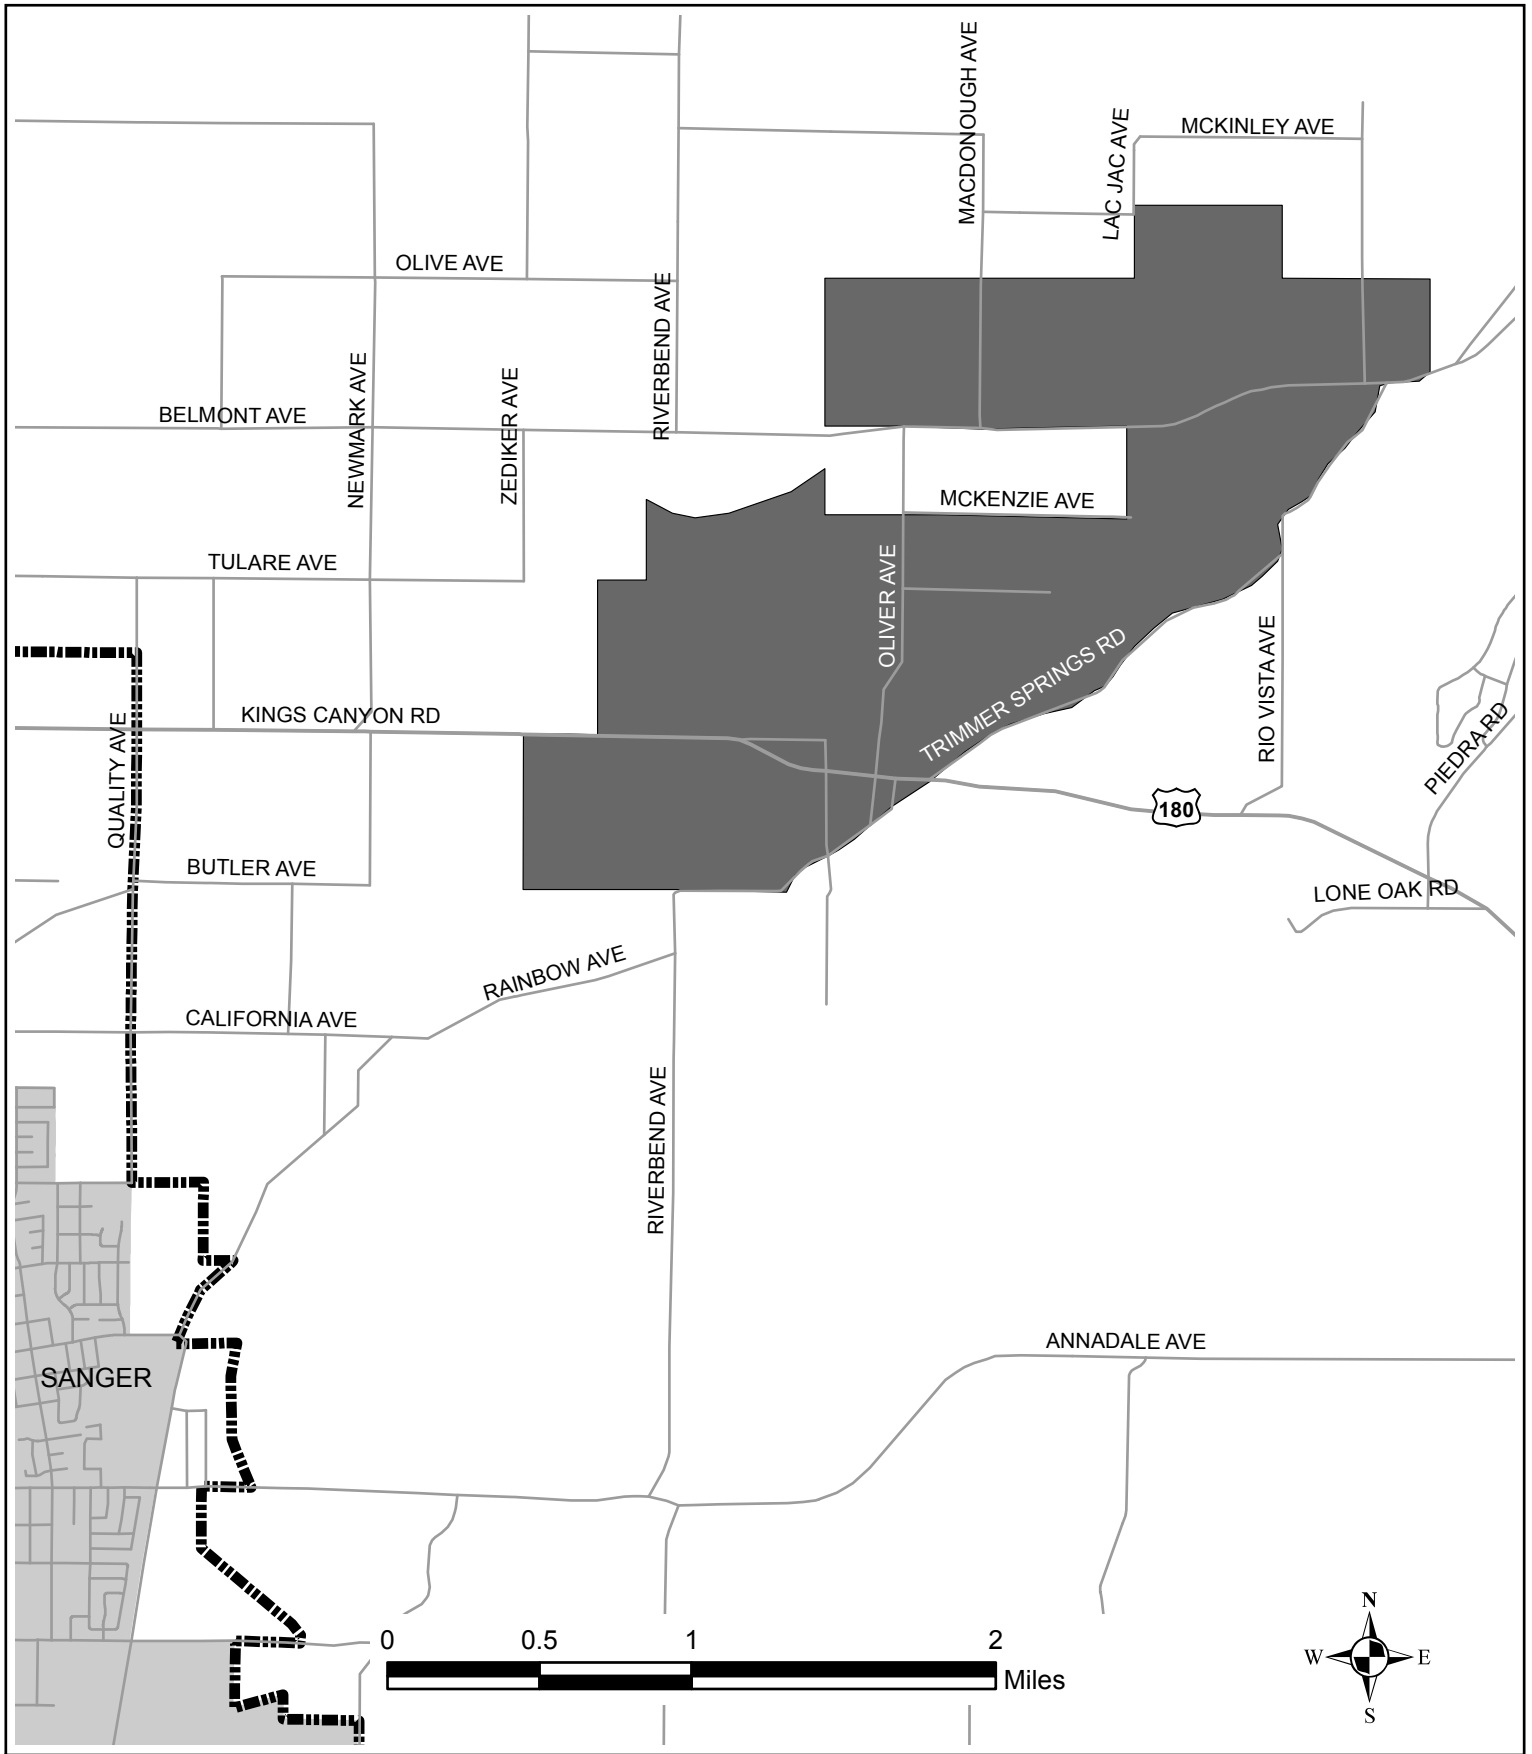 MACDONOUGH AVE
LAC JAC AVE
MCKINLEY AVE
OLIVE AVE
RIVERBEND AVE
NEWMARK AVE
ZEDIKER AVE
BELMONT AVE
MCKENZIE AVE
TULARE AVE
OLIVER AVE
TRIMMER SPRINGS RD
RIO VISTA AVE
KINGS CANYON RD
QUALITY AVE
PIEDRA RD
180
BUTLER AVE
LONE OAK RD
RAINBOW AVE
CALIFORNIA AVE
RIVERBEND AVE
ANNADALE AVE
SANGER
0 0.5 1 2
Miles
N
W E
S